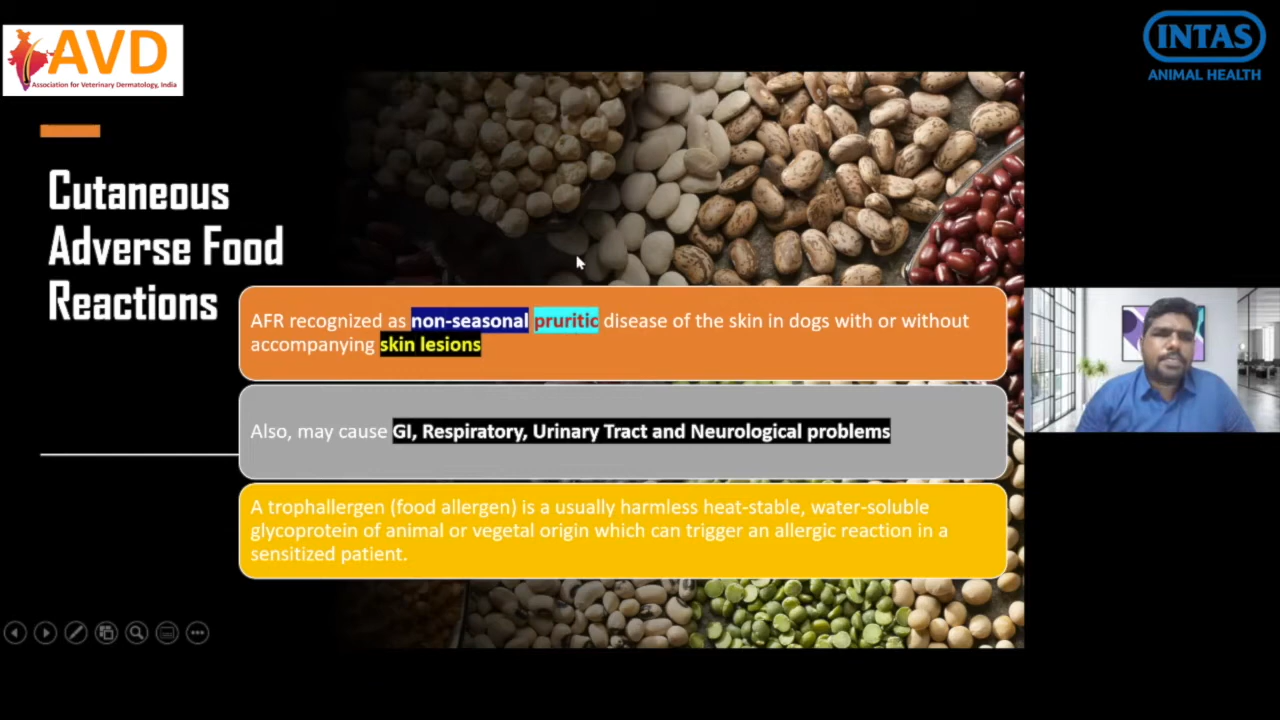 AVD
Association for Veterinary Dermatology, India
INTAS
ANIMAL HEALTH
Cutaneous
Adverse Food
Reactions
AFR recognized as non-seasonal pruritic disease of the skin in dogs with or without
accompanying skin lesions
Also, may cause GI, Respiratory, Urinary Tract and Neurological problems
A trophallergen (food allergen) is a usually harmless heat-stable, water-soluble
glycoprotein of animal or vegetal origin which can trigger an allergic reaction in a
sensitized patient.